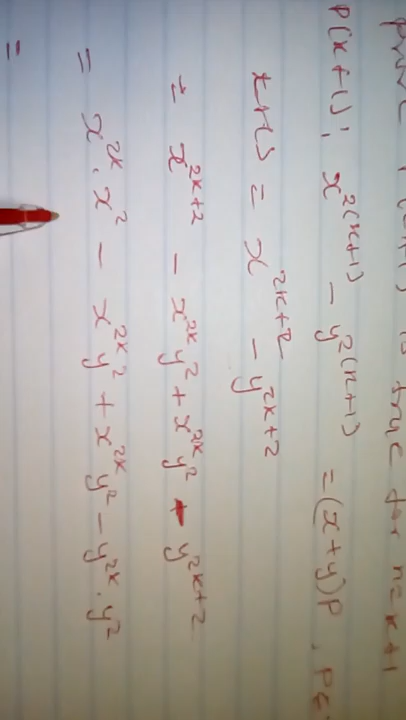 prove P(k+1) is true for n = k+1
P(k+1): x^{2(k+1)} - y^{2(k+1)} = (x+y)P, P∈
LHS = x^{2k+2} - y^{2k+2}
= x^{2k+2} - x^{2k} y^2 + x^{2k} y^2 - y^{2k+2}
= x^{2k} . x^2 - x^{2k} y^2 + x^{2k} y^2 - y^{2k} . y^2
=